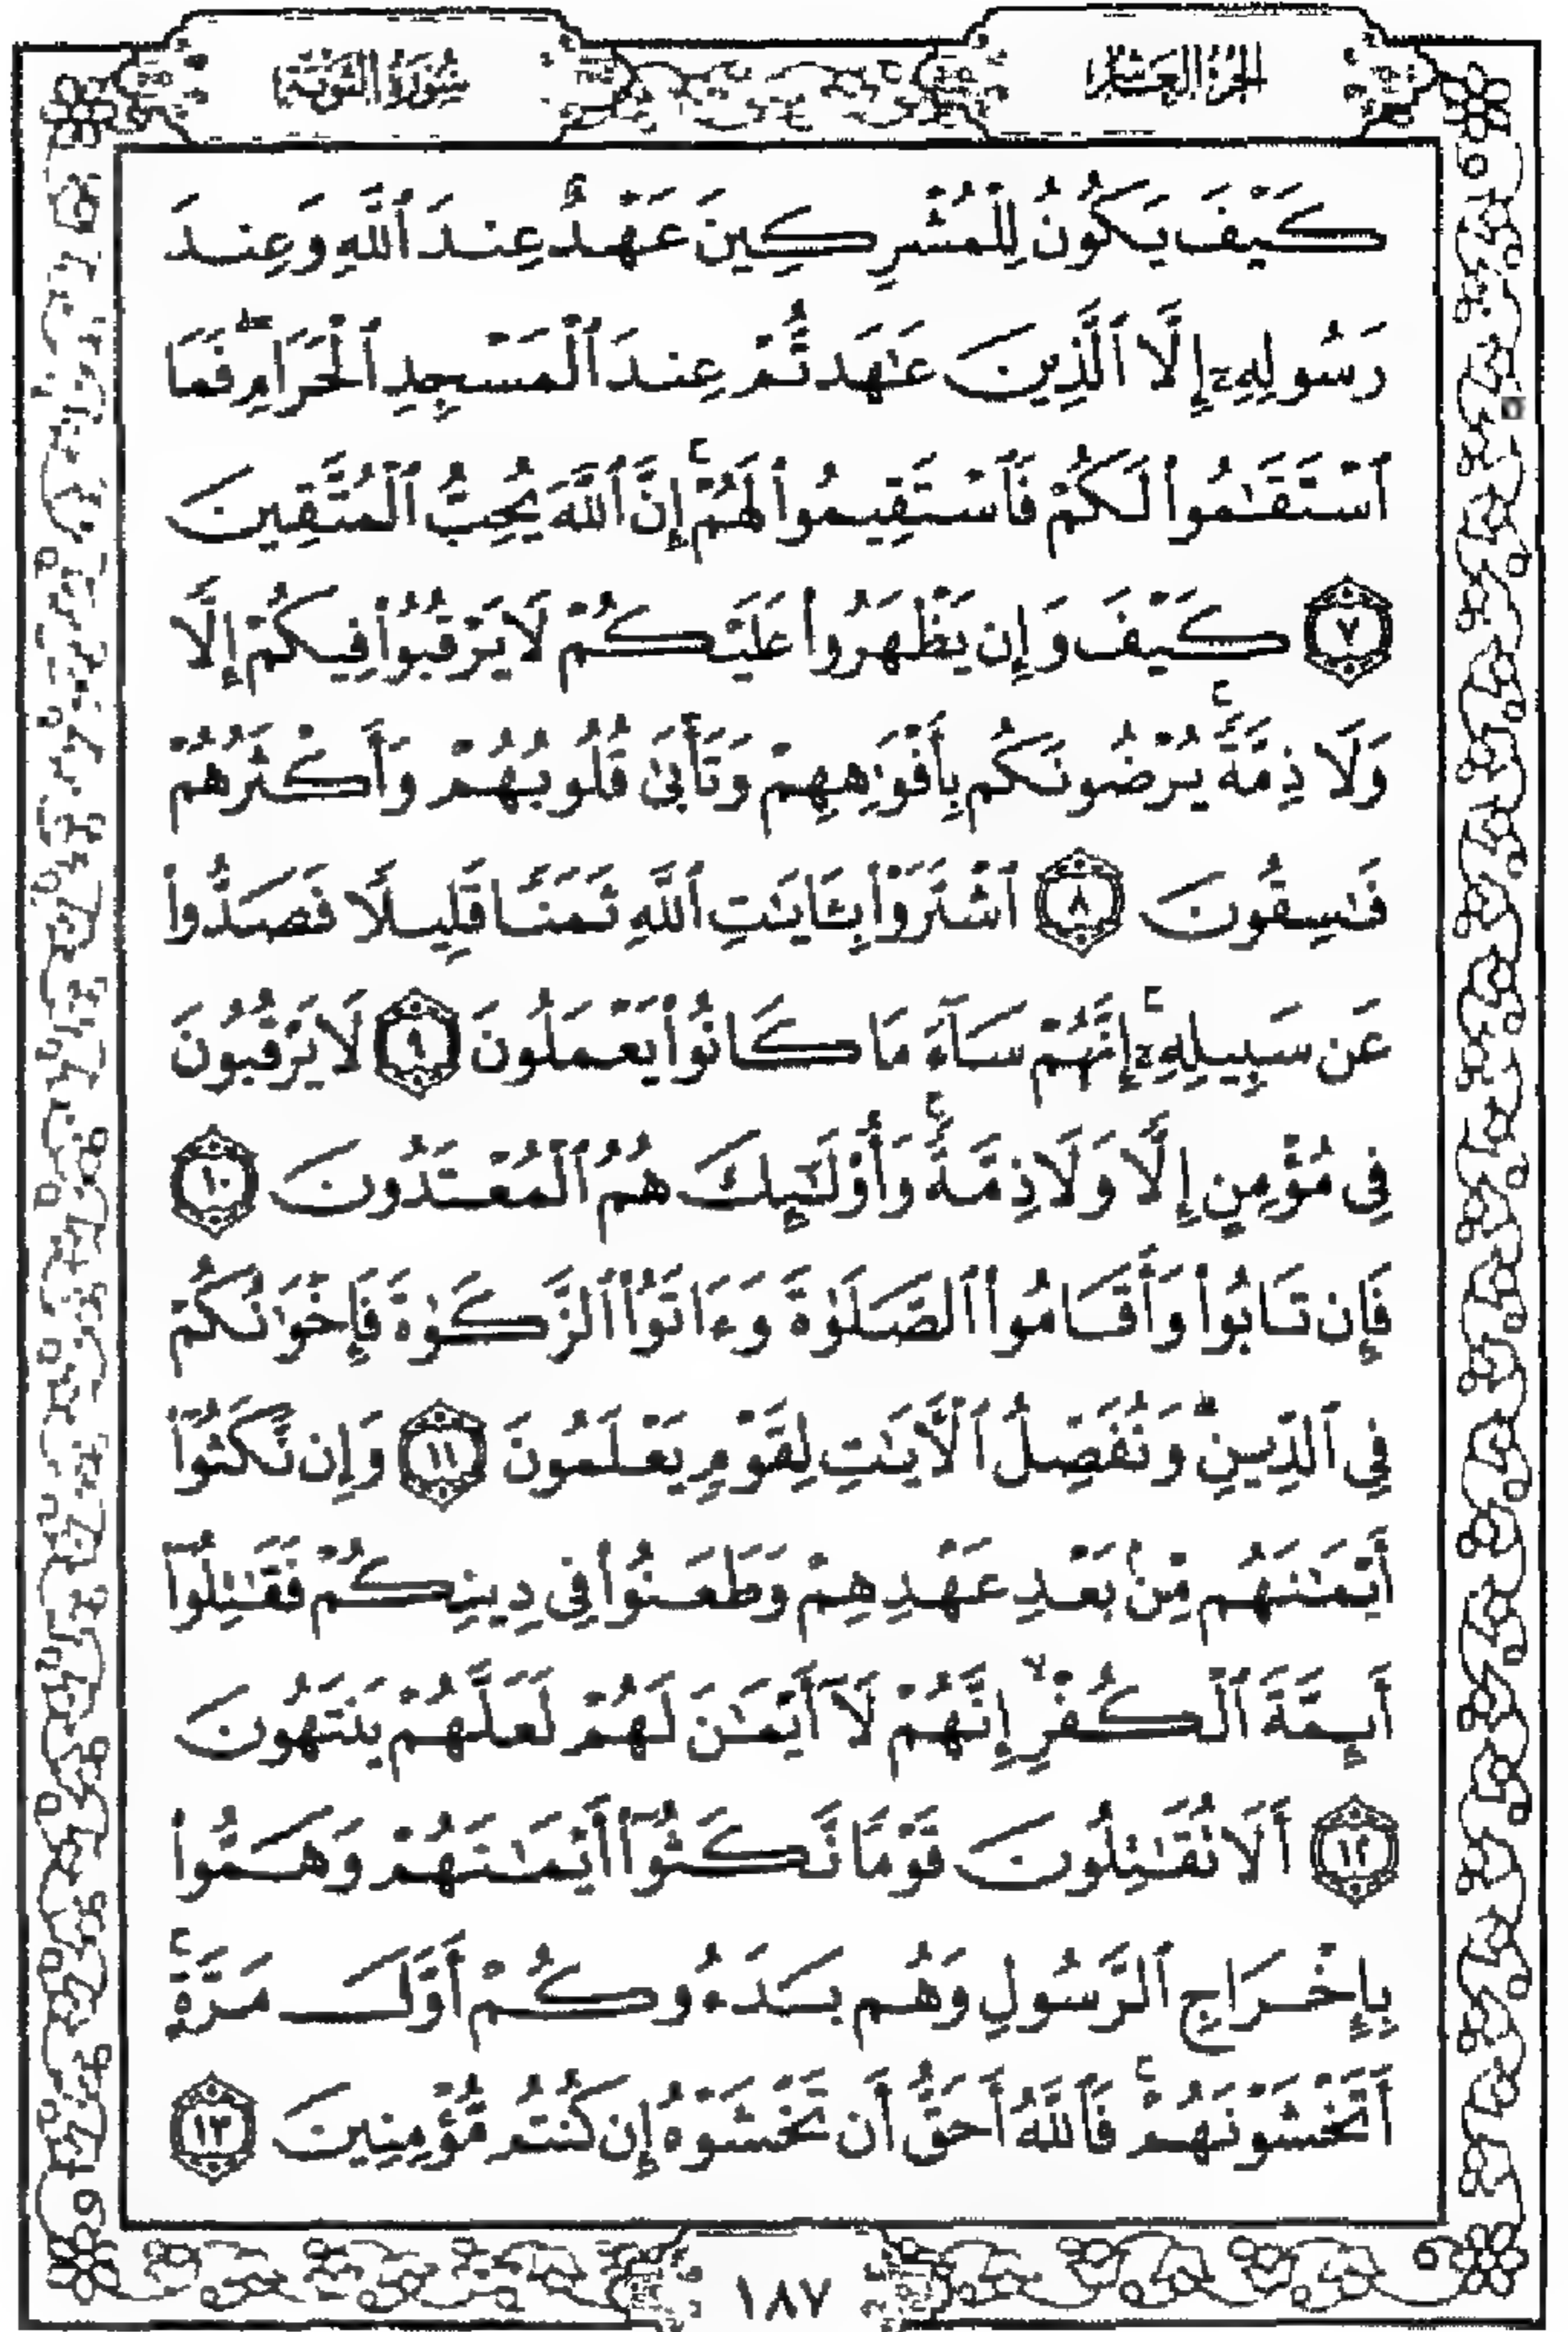 الجزء العاشر
سورة التوبة
كَيْفَ يَكُونُ لِلْمُشْرِكِينَ عَهْدٌ عِندَ ٱللَّهِ وَعِندَ
رَسُولِهِۦٓ إِلَّا ٱلَّذِينَ عَٰهَدتُّمْ عِندَ ٱلْمَسْجِدِ ٱلْحَرَامِۖ فَمَا
ٱسْتَقَٰمُوا۟ لَكُمْ فَٱسْتَقِيمُوا۟ لَهُمْۚ إِنَّ ٱللَّهَ يُحِبُّ ٱلْمُتَّقِينَ
٧ كَيْفَ وَإِن يَظْهَرُوا۟ عَلَيْكُمْ لَا يَرْقُبُوا۟ فِيكُمْ إِلًّا
وَلَا ذِمَّةًۚ يُرْضُونَكُم بِأَفْوَٰهِهِمْ وَتَأْبَىٰ قُلُوبُهُمْ وَأَكْثَرُهُمْ
فَٰسِقُونَ ٨ ٱشْتَرَوْا۟ بِـَٔايَٰتِ ٱللَّهِ ثَمَنًا قَلِيلًا فَصَدُّوا۟
عَن سَبِيلِهِۦٓۚ إِنَّهُمْ سَآءَ مَا كَانُوا۟ يَعْمَلُونَ ٩ لَا يَرْقُبُونَ
فِى مُؤْمِنٍ إِلًّا وَلَا ذِمَّةًۚ وَأُو۟لَٰٓئِكَ هُمُ ٱلْمُعْتَدُونَ ١٠
فَإِن تَابُوا۟ وَأَقَامُوا۟ ٱلصَّلَوٰةَ وَءَاتَوُا۟ ٱلزَّكَوٰةَ فَإِخْوَٰنُكُمْ
فِى ٱلدِّينِۗ وَنُفَصِّلُ ٱلْءَايَٰتِ لِقَوْمٍ يَعْلَمُونَ ١١ وَإِن نَّكَثُوٓا۟
أَيْمَٰنَهُم مِّنۢ بَعْدِ عَهْدِهِمْ وَطَعَنُوا۟ فِى دِينِكُمْ فَقَٰتِلُوٓا۟
أَئِمَّةَ ٱلْكُفْرِۙ إِنَّهُمْ لَآ أَيْمَٰنَ لَهُمْ لَعَلَّهُمْ يَنتَهُونَ
١٢ أَلَا تُقَٰتِلُونَ قَوْمًا نَّكَثُوٓا۟ أَيْمَٰنَهُمْ وَهَمُّوا۟
بِإِخْرَاجِ ٱلرَّسُولِ وَهُم بَدَءُوكُمْ أَوَّلَ مَرَّةٍۚ
أَتَخْشَوْنَهُمْۚ فَٱللَّهُ أَحَقُّ أَن تَخْشَوْهُ إِن كُنتُم مُّؤْمِنِينَ ١٣
١٨٧